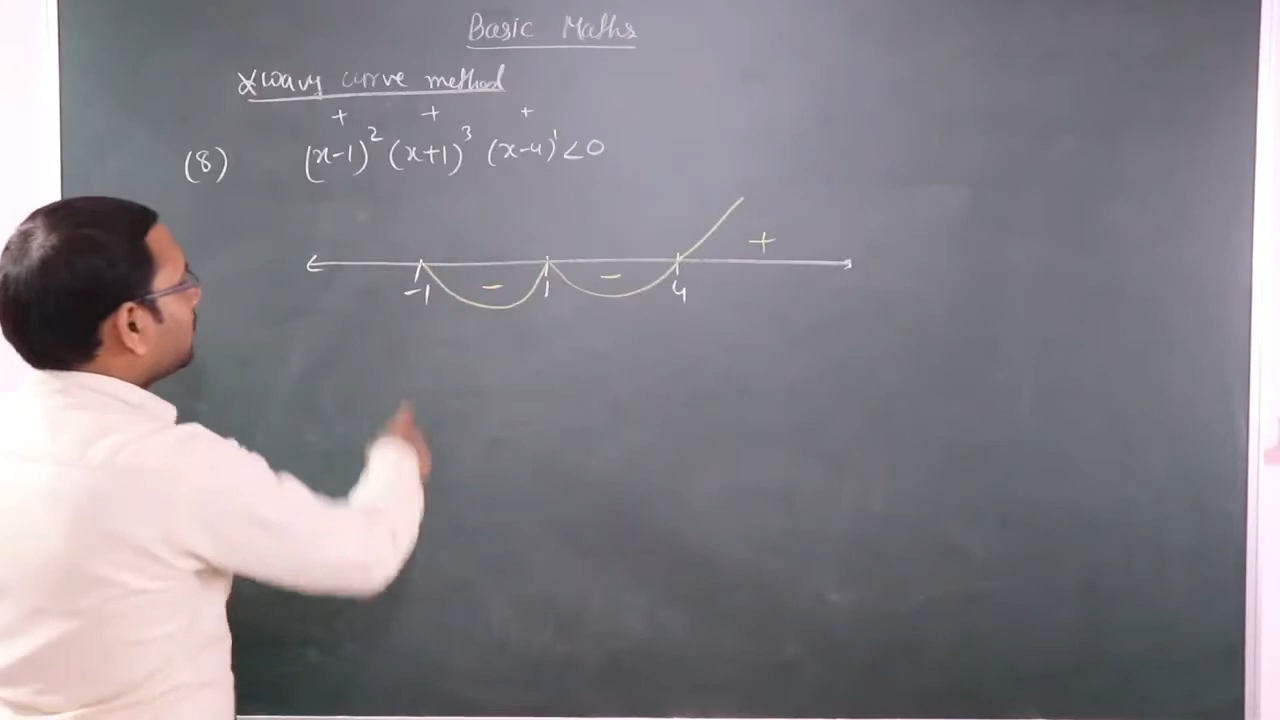 Basic Maths
* wavy curve method
+ + +
(8) (x-1)² (x+1)³ (x-4)¹ <0
+
- -
-1 1 4